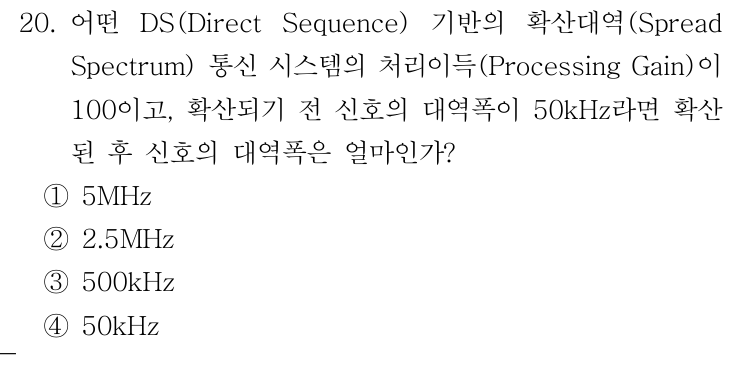 20. 어떤 DS(Direct Sequence) 기반의 확산대역(Spread
Spectrum) 통신 시스템의 처리이득(Processing Gain)이
100이고, 확산되기 전 신호의 대역폭이 50kHz라면 확산
된 후 신호의 대역폭은 얼마인가?
① 5MHz
② 2.5MHz
③ 500kHz
④ 50kHz